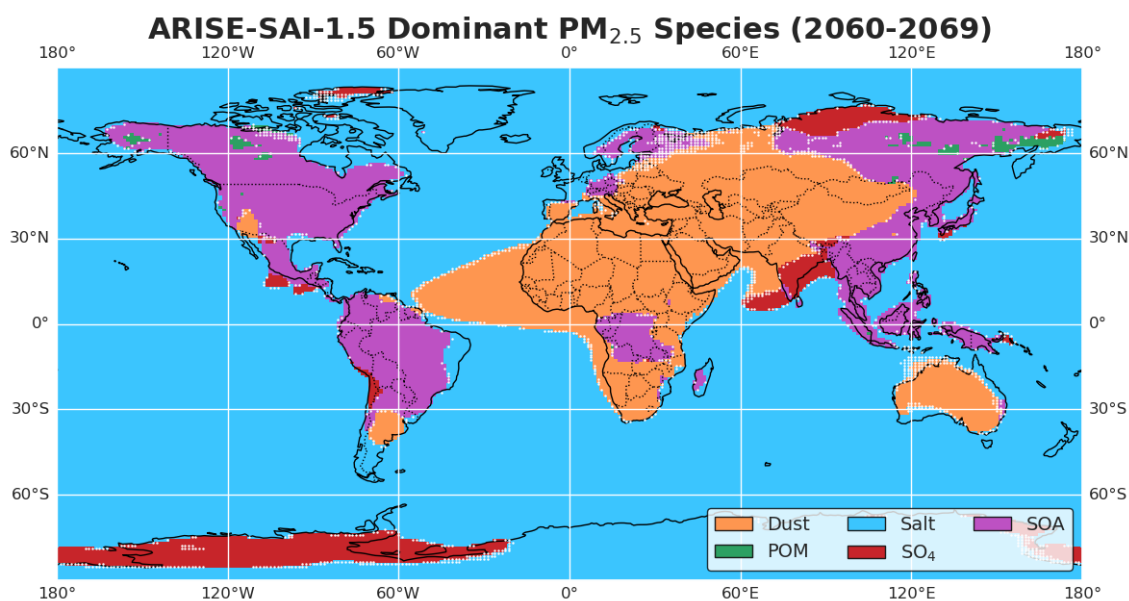 ARISE-SAI-1.5 Dominant PM₂.₅ Species (2060-2069)
180° 120°W 60°W 0° 60°E 120°E 180°
60°N 60°N
30°N 30°N
0° 0°
30°S 30°S
60°S 60°S
Dust Salt SOA
POM SO₄
180° 120°W 60°W 0° 60°E 120°E 180°